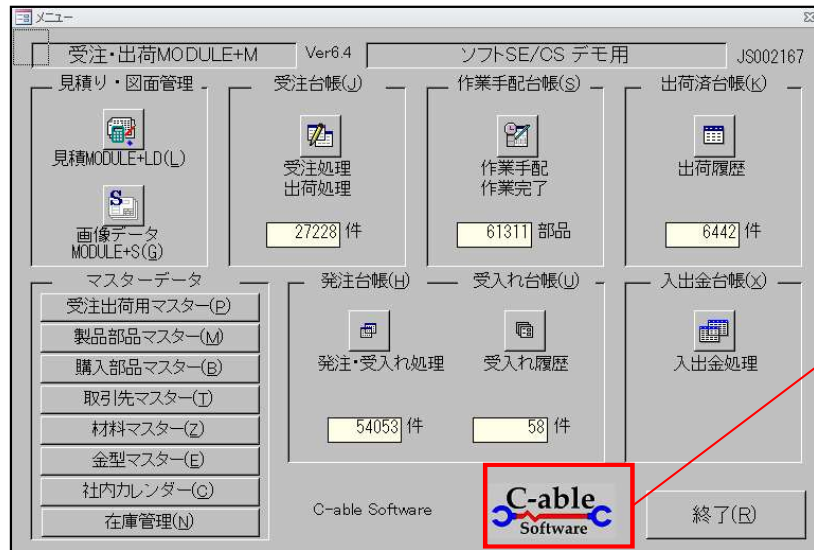 メニュー
受注・出荷MODULE+M
Ver6.4
ソフトSE/CS デモ用
JS002167
見積り・図面管理
見積MODULE+LD(L)
画像データ
MODULE+S(G)
受注台帳(J)
受注処理
出荷処理
27228 件
作業手配台帳(S)
作業手配
作業完了
61311 部品
出荷済台帳(K)
出荷履歴
6442 件
マスターデータ
受注出荷用マスター(P)
製品部品マスター(M)
購入部品マスター(B)
取引先マスター(T)
材料マスター(Z)
金型マスター(E)
社内カレンダー(C)
在庫管理(N)
発注台帳(H)
発注・受入れ処理
54053 件
受入れ台帳(U)
受入れ履歴
58 件
入出金台帳(X)
入出金処理
C-able Software
C-able
Software
終了(R)